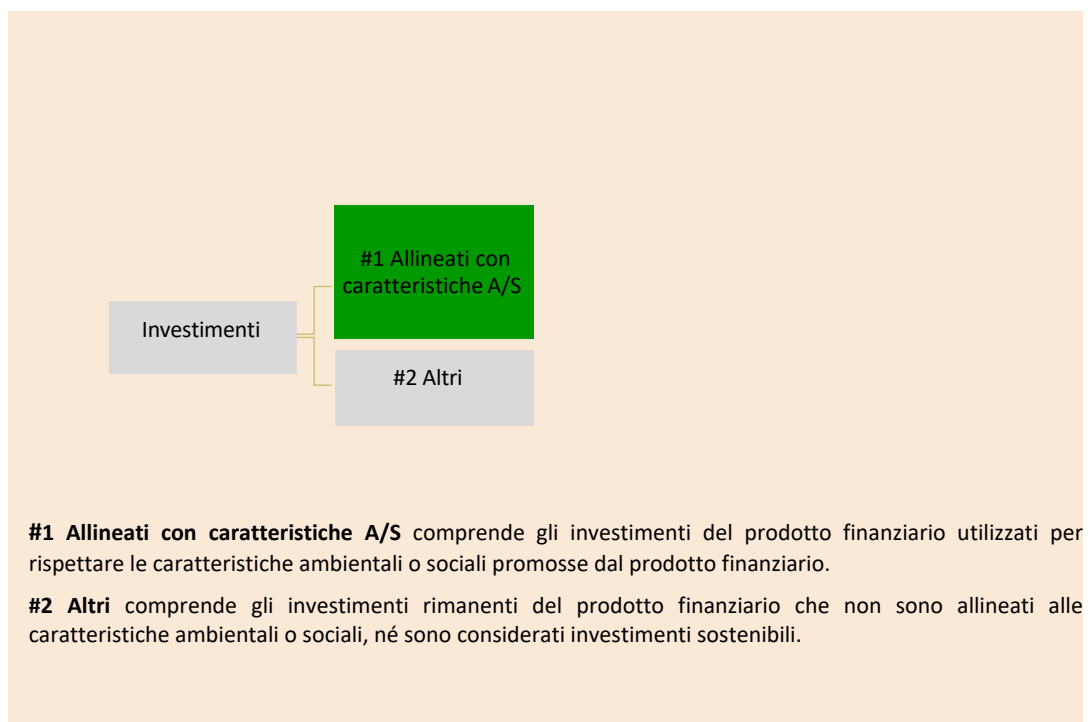 #1 Allineati con
caratteristiche A/S
Investimenti
#2 Altri
#1 Allineati con caratteristiche A/S comprende gli investimenti del prodotto finanziario utilizzati per
rispettare le caratteristiche ambientali o sociali promosse dal prodotto finanziario.
#2 Altri comprende gli investimenti rimanenti del prodotto finanziario che non sono allineati alle
caratteristiche ambientali o sociali, né sono considerati investimenti sostenibili.